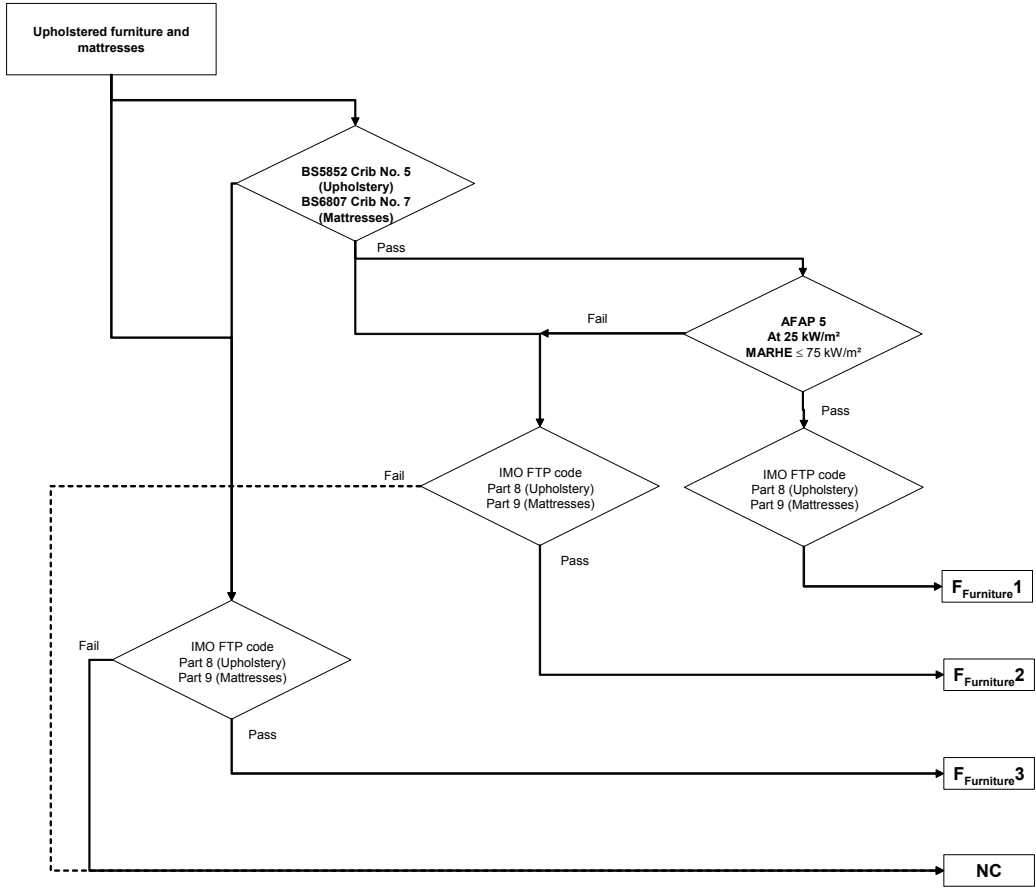 Upholstered furniture and
mattresses
BS5852 Crib No. 5
(Upholstery)
BS6807 Crib No. 7
(Mattresses)
Pass
Fail
AFAP 5
At 25 kW/m²
MARHE ≤ 75 kW/m²
Pass
Fail
IMO FTP code
Part 8 (Upholstery)
Part 9 (Mattresses)
IMO FTP code
Part 8 (Upholstery)
Part 9 (Mattresses)
Pass
FFurniture1
Fail
IMO FTP code
Part 8 (Upholstery)
Part 9 (Mattresses)
FFurniture2
Pass
FFurniture3
NC